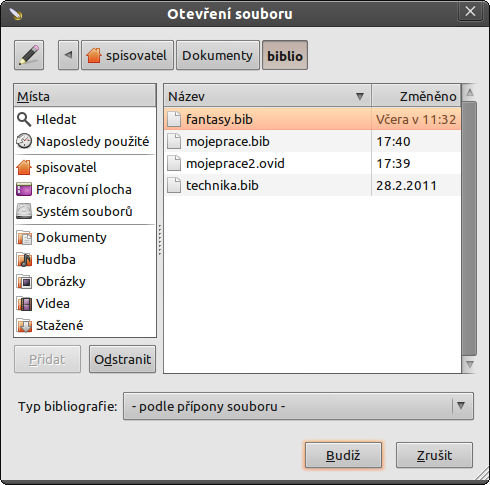 Otevření souboru
spisovatel Dokumenty biblio
Místa
Hledat
Naposledy použité
spisovatel
Pracovní plocha
Systém souborů
Dokumenty
Hudba
Obrázky
Videa
Stažené
Přidat Odstranit
Název Změněno
fantasy.bib Včera v 11:32
mojeprace.bib 17:40
mojeprace2.ovid 17:39
technika.bib 28.2.2011
Typ bibliografie: - podle přípony souboru -
Budiž Zrušit